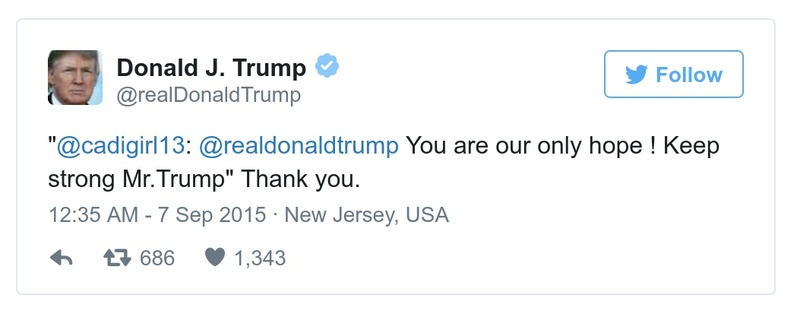 Donald J. Trump
@realDonaldTrump
Follow
"@cadigirl13: @realdonaldtrump You are our only hope ! Keep
strong Mr.Trump" Thank you.
12:35 AM - 7 Sep 2015 · New Jersey, USA
686 1,343